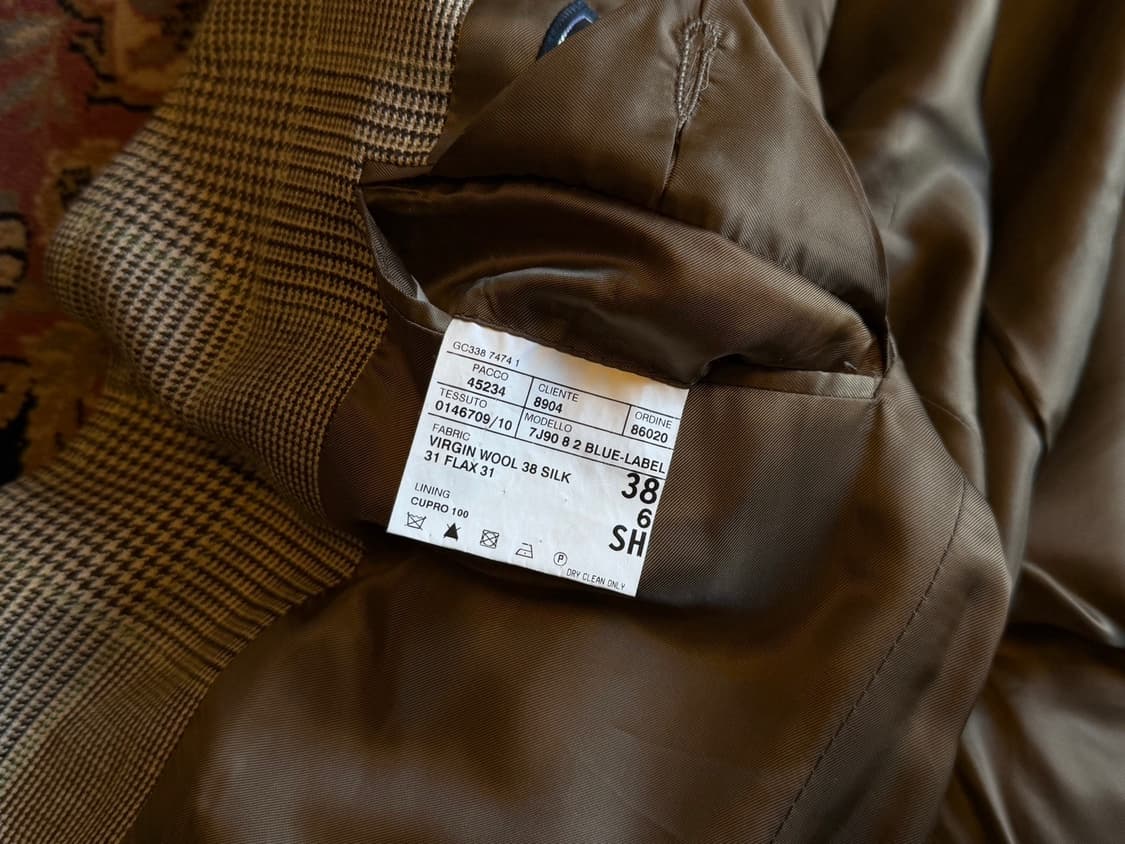 GC338 7474 1
PACCO
45234
CLIENTE
8904
ORDINE
86020
TESSUTO
0146709/10
MODELLO
7J90 8 2 BLUE-LABEL
FABRIC
VIRGIN WOOL 38 SILK
31 FLAX 31
38
6
SH
LINING
CUPRO 100
P
DRY CLEAN ONLY